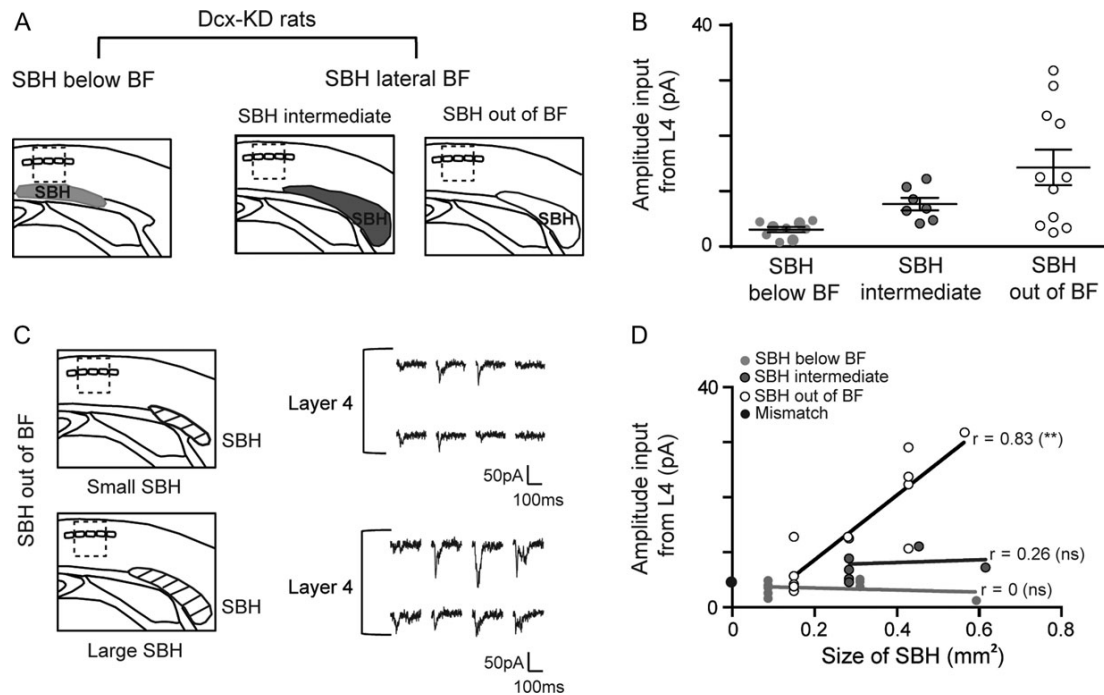 A
Dcx-KD rats
SBH below BF
SBH lateral BF
SBH intermediate
SBH out of BF
SBH
SBH
SBH
B
40
0
Amplitude input
from L4 (pA)
SBH
below BF
SBH
intermediate
SBH
out of BF
C
SBH out of BF
SBH
Small SBH
Layer 4
50pA
100ms
SBH
Large SBH
Layer 4
50pA
100ms
D
SBH below BF
SBH intermediate
SBH out of BF
Mismatch
40
0
Amplitude input
from L4 (pA)
r = 0.83 (**)
r = 0.26 (ns)
r = 0 (ns)
0 0.2 0.4 0.6 0.8
Size of SBH (mm²)